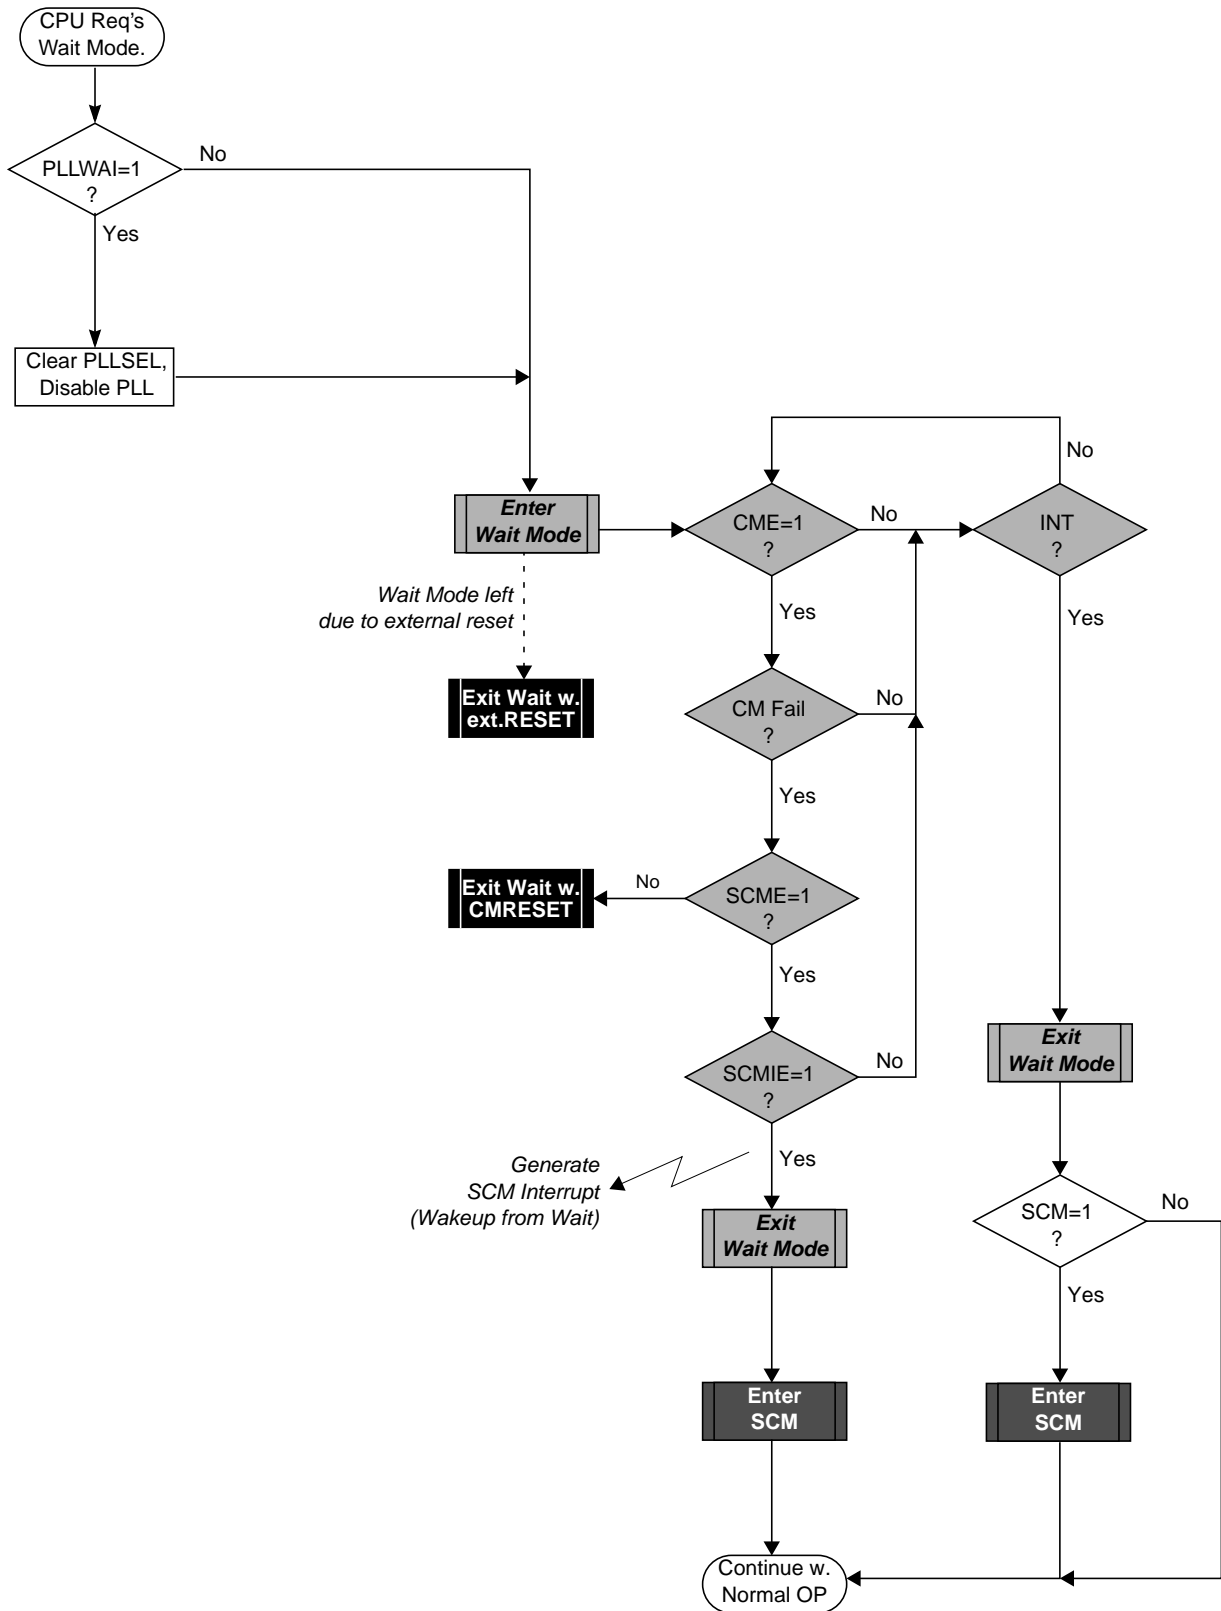 CPU Req's
Wait Mode.
PLLWAI=1
?
No
Yes
Clear PLLSEL,
Disable PLL
Enter
Wait Mode
Wait Mode left
due to external reset
Exit Wait w.
ext.RESET
CME=1
?
No
Yes
INT
?
No
Yes
CM Fail
?
No
Yes
SCME=1
?
No
Yes
Exit Wait w.
CMRESET
SCMIE=1
?
No
Yes
Generate
SCM Interrupt
(Wakeup from Wait)
Exit
Wait Mode
Enter
SCM
Exit
Wait Mode
SCM=1
?
No
Yes
Enter
SCM
Continue w.
Normal OP